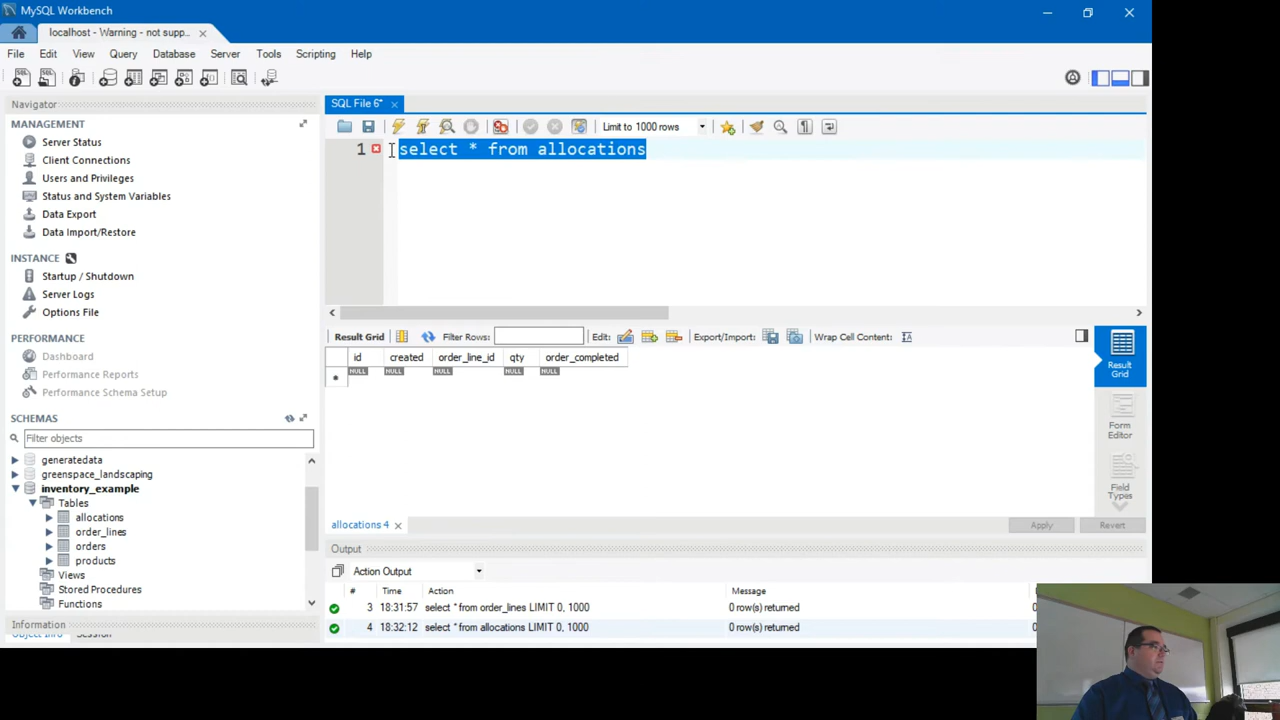 MySQL Workbench
localhost - Warning - not supp..
File Edit View Query Database Server Tools Scripting Help
Navigator
MANAGEMENT
Server Status
Client Connections
Users and Privileges
Status and System Variables
Data Export
Data Import/Restore
INSTANCE
Startup / Shutdown
Server Logs
Options File
PERFORMANCE
Dashboard
Performance Reports
Performance Schema Setup
SCHEMAS
Filter objects
generatedata
greenspace_landscaping
inventory_example
Tables
allocations
order_lines
orders
products
Views
Stored Procedures
Functions
Information
Object Info Session
SQL File 6*
Limit to 1000 rows
1 select * from allocations
Result Grid Filter Rows: Edit: Export/Import: Wrap Cell Content:
id created order_line_id qty order_completed
* NULL NULL NULL NULL NULL
Result Grid
Form Editor
Field Types
allocations 4
Apply Revert
Output
Action Output
# Time Action Message
3 18:31:57 select * from order_lines LIMIT 0, 1000 0 row(s) returned 0
4 18:32:12 select * from allocations LIMIT 0, 1000 0 row(s) returned 0